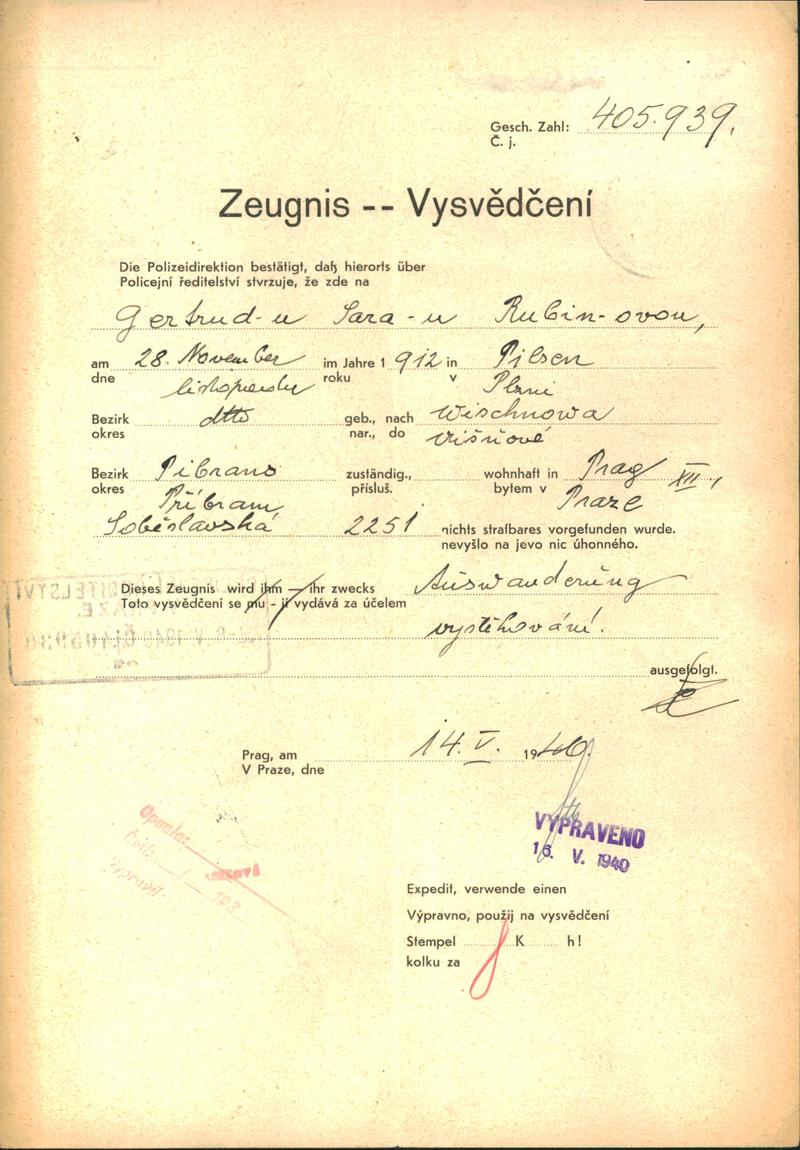 Gesch. Zahl: 405.939.
Č. j.
Zeugnis -- Vysvědčení
Die Polizeidirektion bestätigt, daß hierorts über
Policejní ředitelství stvrzuje, že zde na
Gertrud-u Sara-u Rubin-ovou,
am 28. November im Jahre 1912 in Pilsen
dne listopadu roku v Plzni
Bezirk dtto geb., nach Wischnowa
okres nar., do Višňové
Bezirk Pibrans zuständig., wohnhaft in Prag XII,
okres Příbram přísluš. bytem v Praze
Soběslavská 2251 nichts strafbares vorgefunden wurde.
nevyšlo na jevo nic úhonného.
Dieses Zeugnis wird ihm – ihr zwecks Auswanderung
Toto vysvědčení se mu - jí vydává za účelem
vystěhování.
ausgefolgt.
Prag, am 14. V. 1940
V Praze, dne
VYPRAVENO
16. V. 1940
Opsala:
Expedit, verwende einen
Výpravno, použij na vysvědčení
Stempel K h!
kolku za